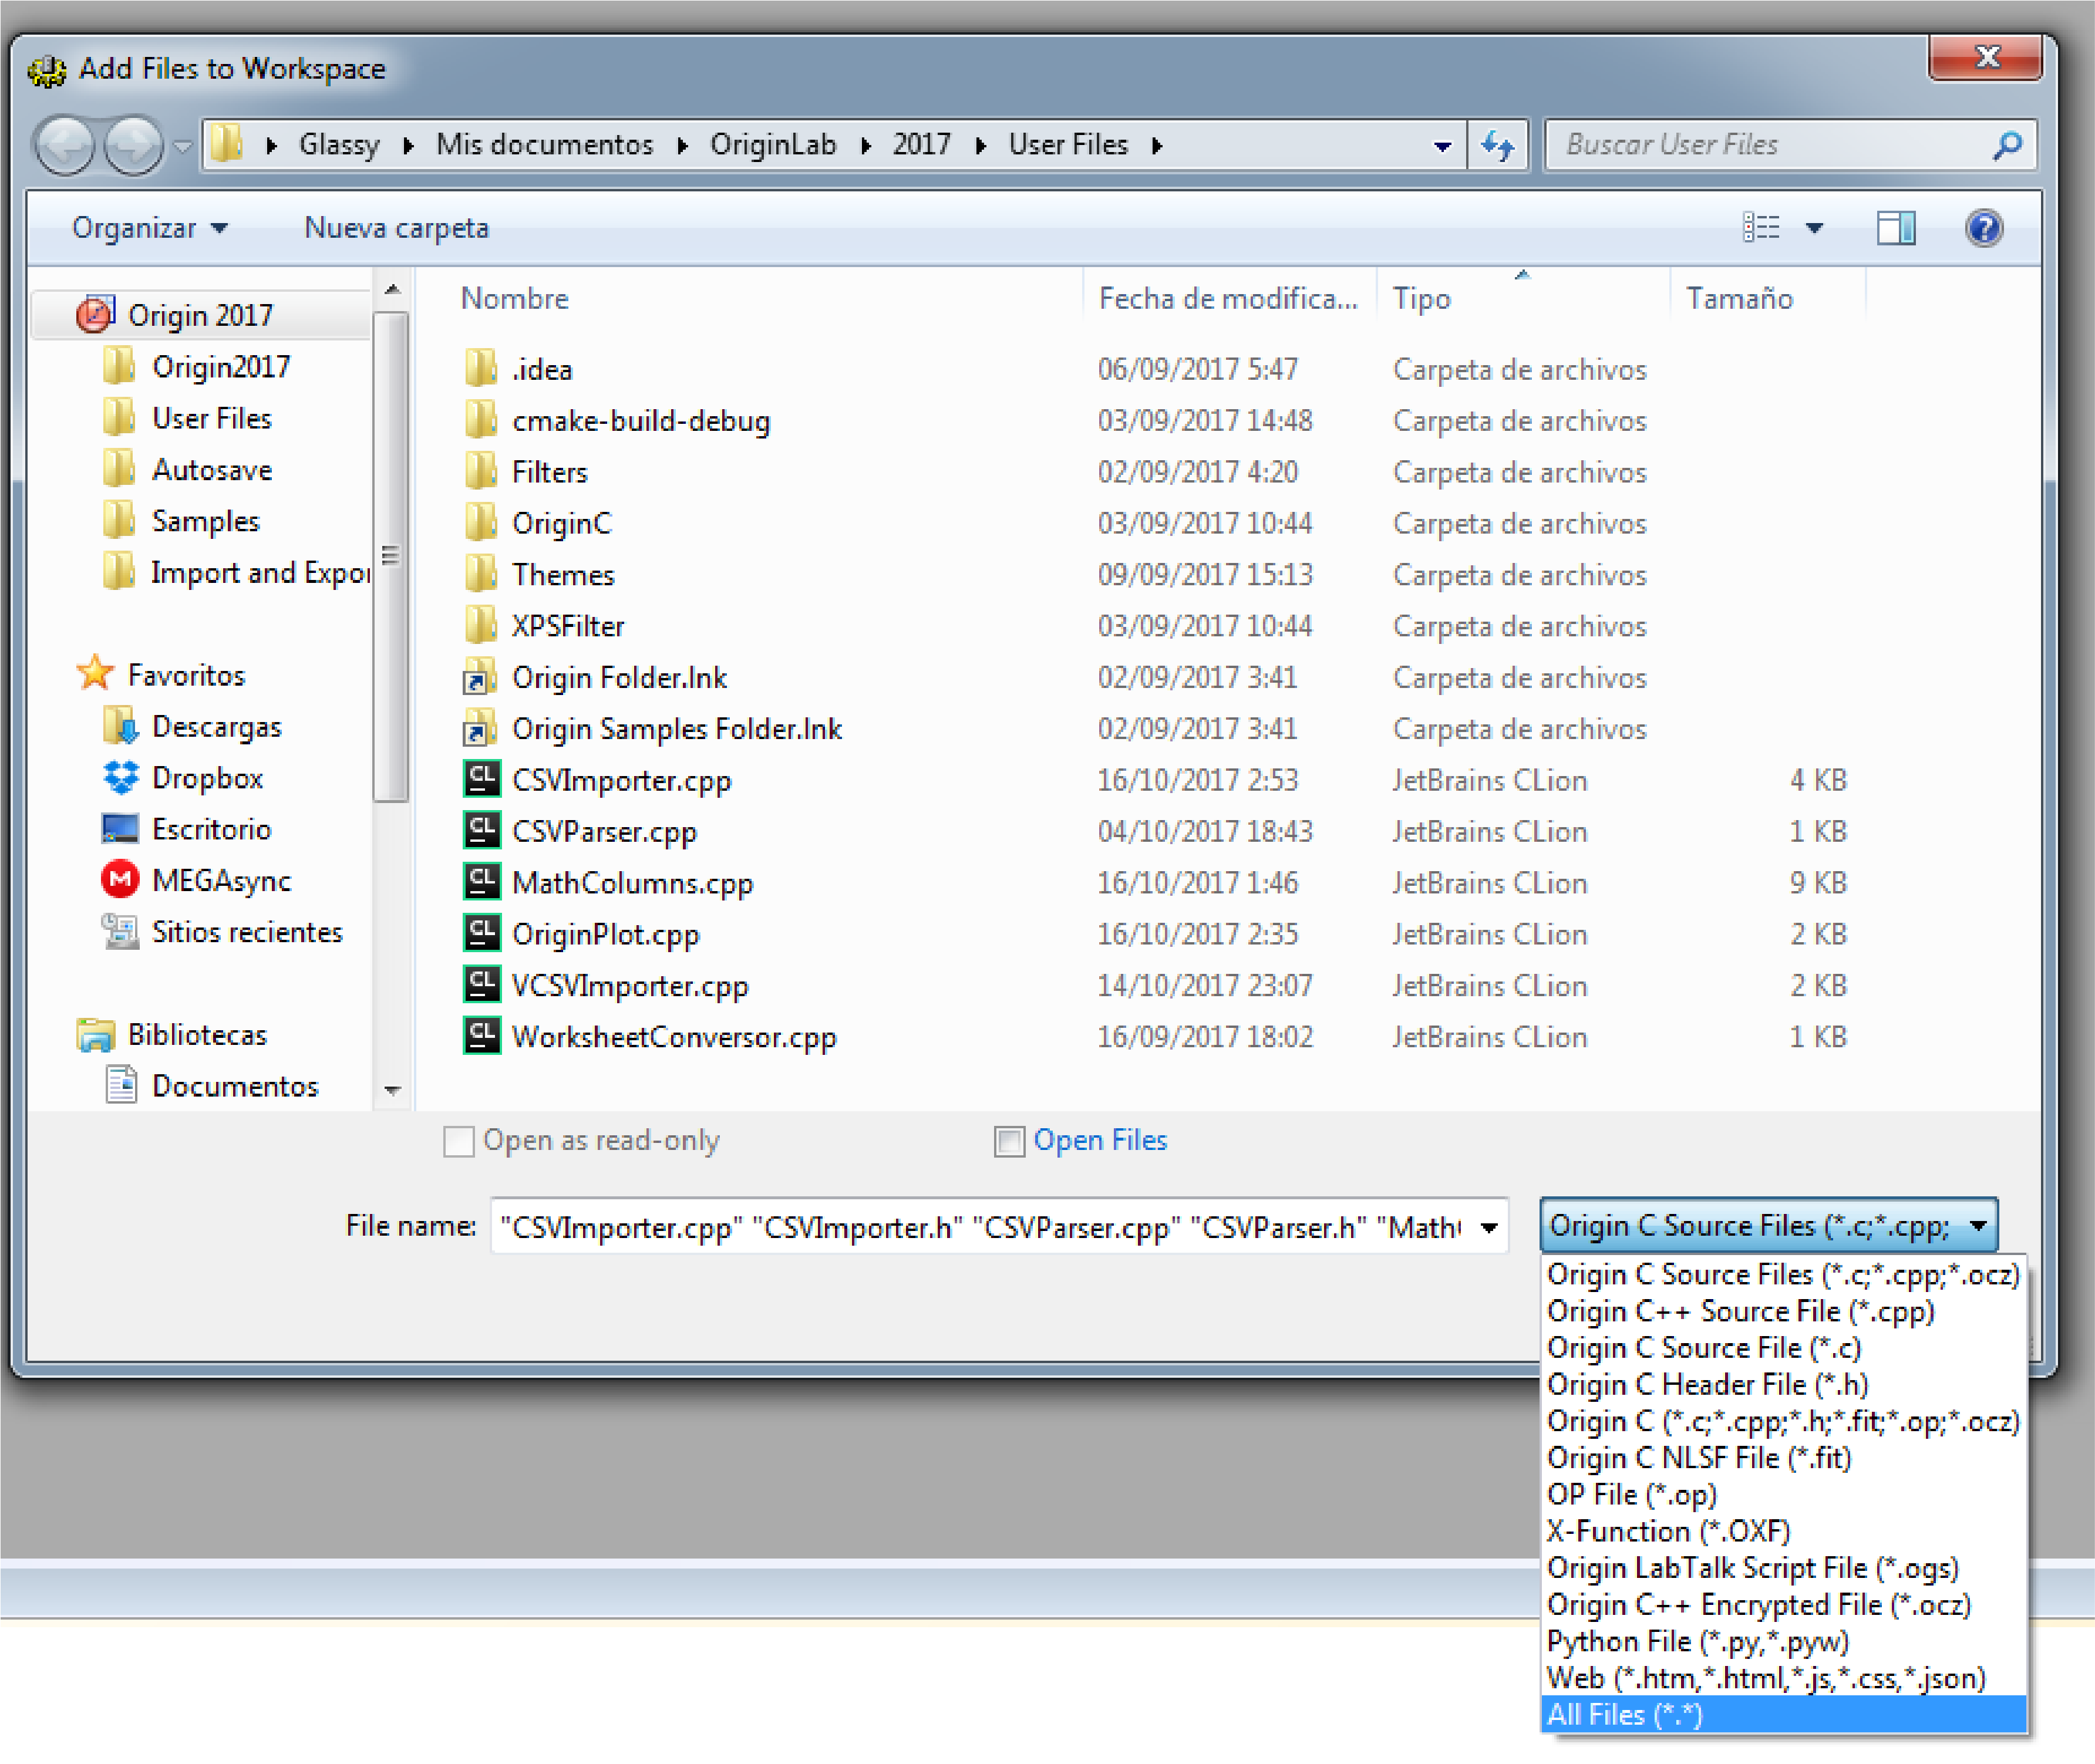 Add Files to Workspace
Glassy Mis documentos OriginLab 2017 User Files
Buscar User Files
Organizar Nueva carpeta
Origin 2017
Origin2017
User Files
Autosave
Samples
Import and Expor
Favoritos
Descargas
Dropbox
Escritorio
MEGAsync
Sitios recientes
Bibliotecas
Documentos
Nombre Fecha de modifica... Tipo Tamaño
.idea 06/09/2017 5:47 Carpeta de archivos
cmake-build-debug 03/09/2017 14:48 Carpeta de archivos
Filters 02/09/2017 4:20 Carpeta de archivos
OriginC 03/09/2017 10:44 Carpeta de archivos
Themes 09/09/2017 15:13 Carpeta de archivos
XPSFilter 03/09/2017 10:44 Carpeta de archivos
Origin Folder.lnk 02/09/2017 3:41 Carpeta de archivos
Origin Samples Folder.lnk 02/09/2017 3:41 Carpeta de archivos
CL CSVImporter.cpp 16/10/2017 2:53 JetBrains CLion 4 KB
CL CSVParser.cpp 04/10/2017 18:43 JetBrains CLion 1 KB
CL MathColumns.cpp 16/10/2017 1:46 JetBrains CLion 9 KB
CL OriginPlot.cpp 16/10/2017 2:35 JetBrains CLion 2 KB
CL VCSVImporter.cpp 14/10/2017 23:07 JetBrains CLion 2 KB
CL WorksheetConversor.cpp 16/09/2017 18:02 JetBrains CLion 1 KB
Open as read-only Open Files
File name: "CSVImporter.cpp" "CSVImporter.h" "CSVParser.cpp" "CSVParser.h" "Math
Origin C Source Files (*.c;*.cpp;
Origin C Source Files (*.c;*.cpp;*.ocz)
Origin C++ Source File (*.cpp)
Origin C Source File (*.c)
Origin C Header File (*.h)
Origin C (*.c;*.cpp;*.h;*.fit;*.op;*.ocz)
Origin C NLSF File (*.fit)
OP File (*.op)
X-Function (*.OXF)
Origin LabTalk Script File (*.ogs)
Origin C++ Encrypted File (*.ocz)
Python File (*.py,*.pyw)
Web (*.htm,*.html,*.js,*.css,*.json)
All Files (*.*)